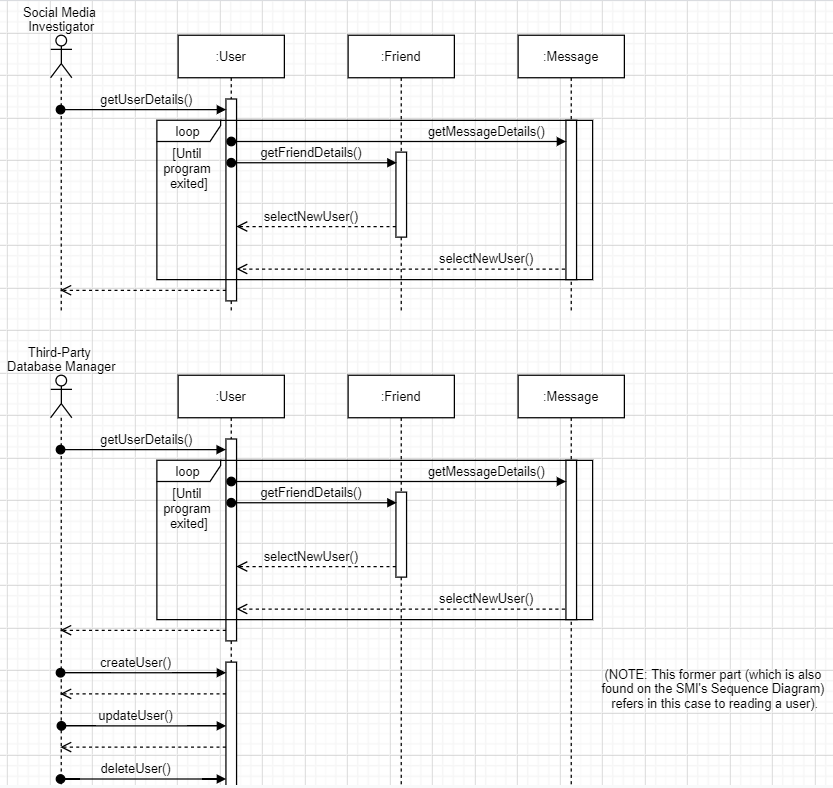 Social Media
Investigator
:User
:Friend
:Message
getUserDetails()
loop
getMessageDetails()
[Until
program
exited]
getFriendDetails()
selectNewUser()
selectNewUser()
Third-Party
Database Manager
:User
:Friend
:Message
getUserDetails()
loop
getMessageDetails()
[Until
program
exited]
getFriendDetails()
selectNewUser()
selectNewUser()
createUser()
(NOTE: This former part (which is also
found on the SMI's Sequence Diagram)
refers in this case to reading a user).
updateUser()
deleteUser()